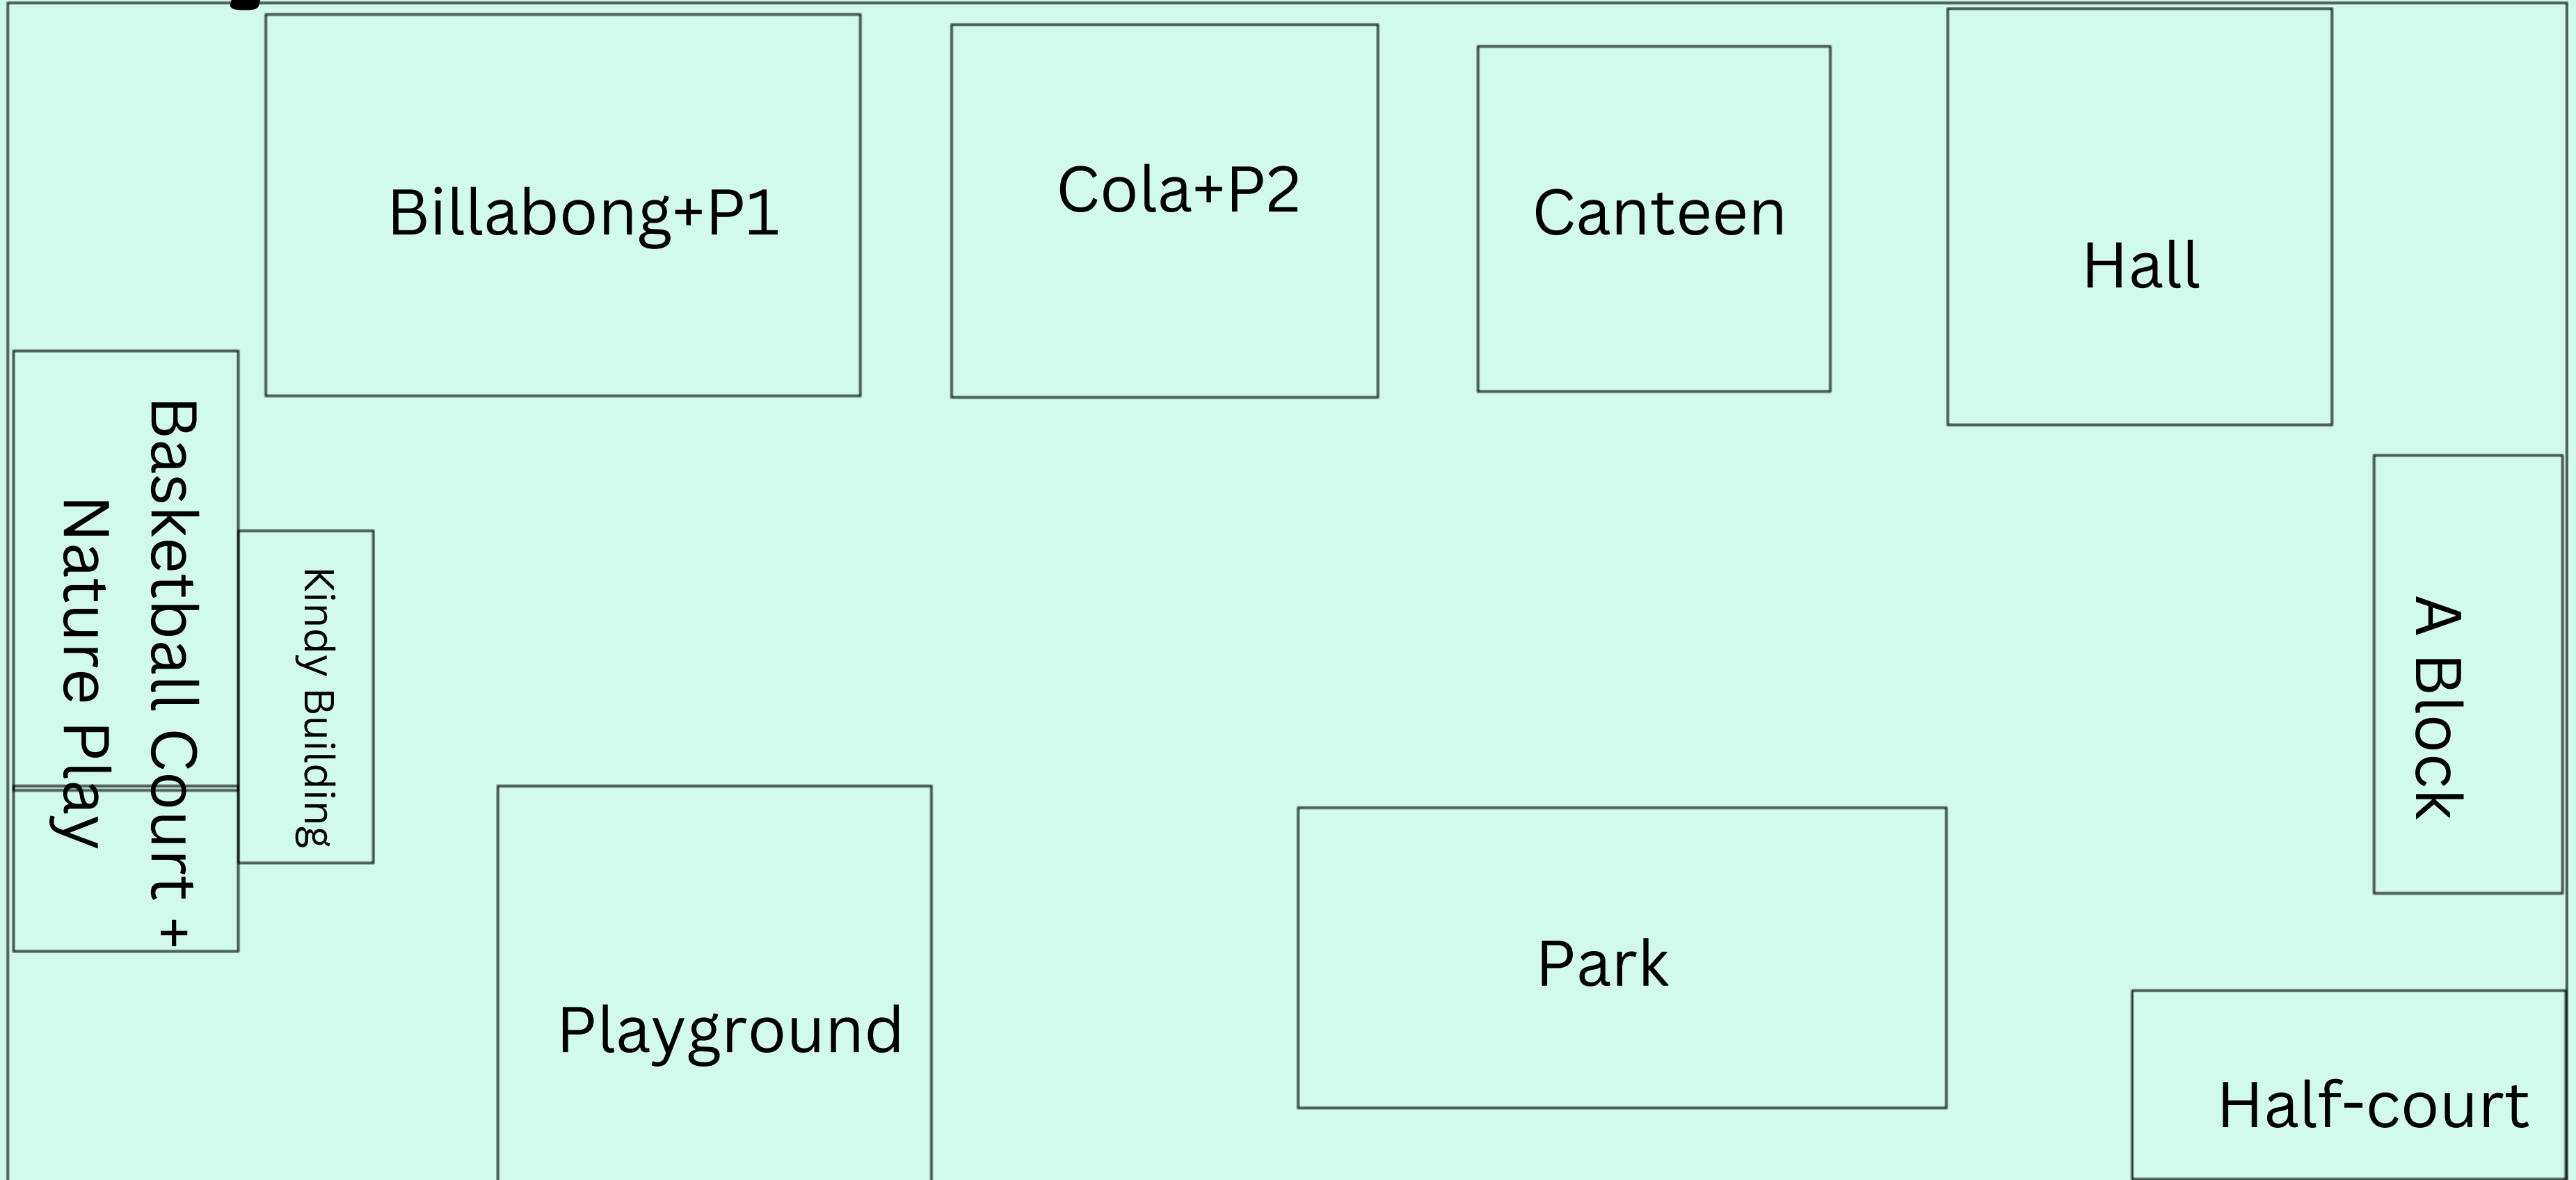 Billabong+P1
Cola+P2
Canteen
Hall
Basketball Court +
Nature Play
Kindy Building
A Block
Playground
Park
Half-court